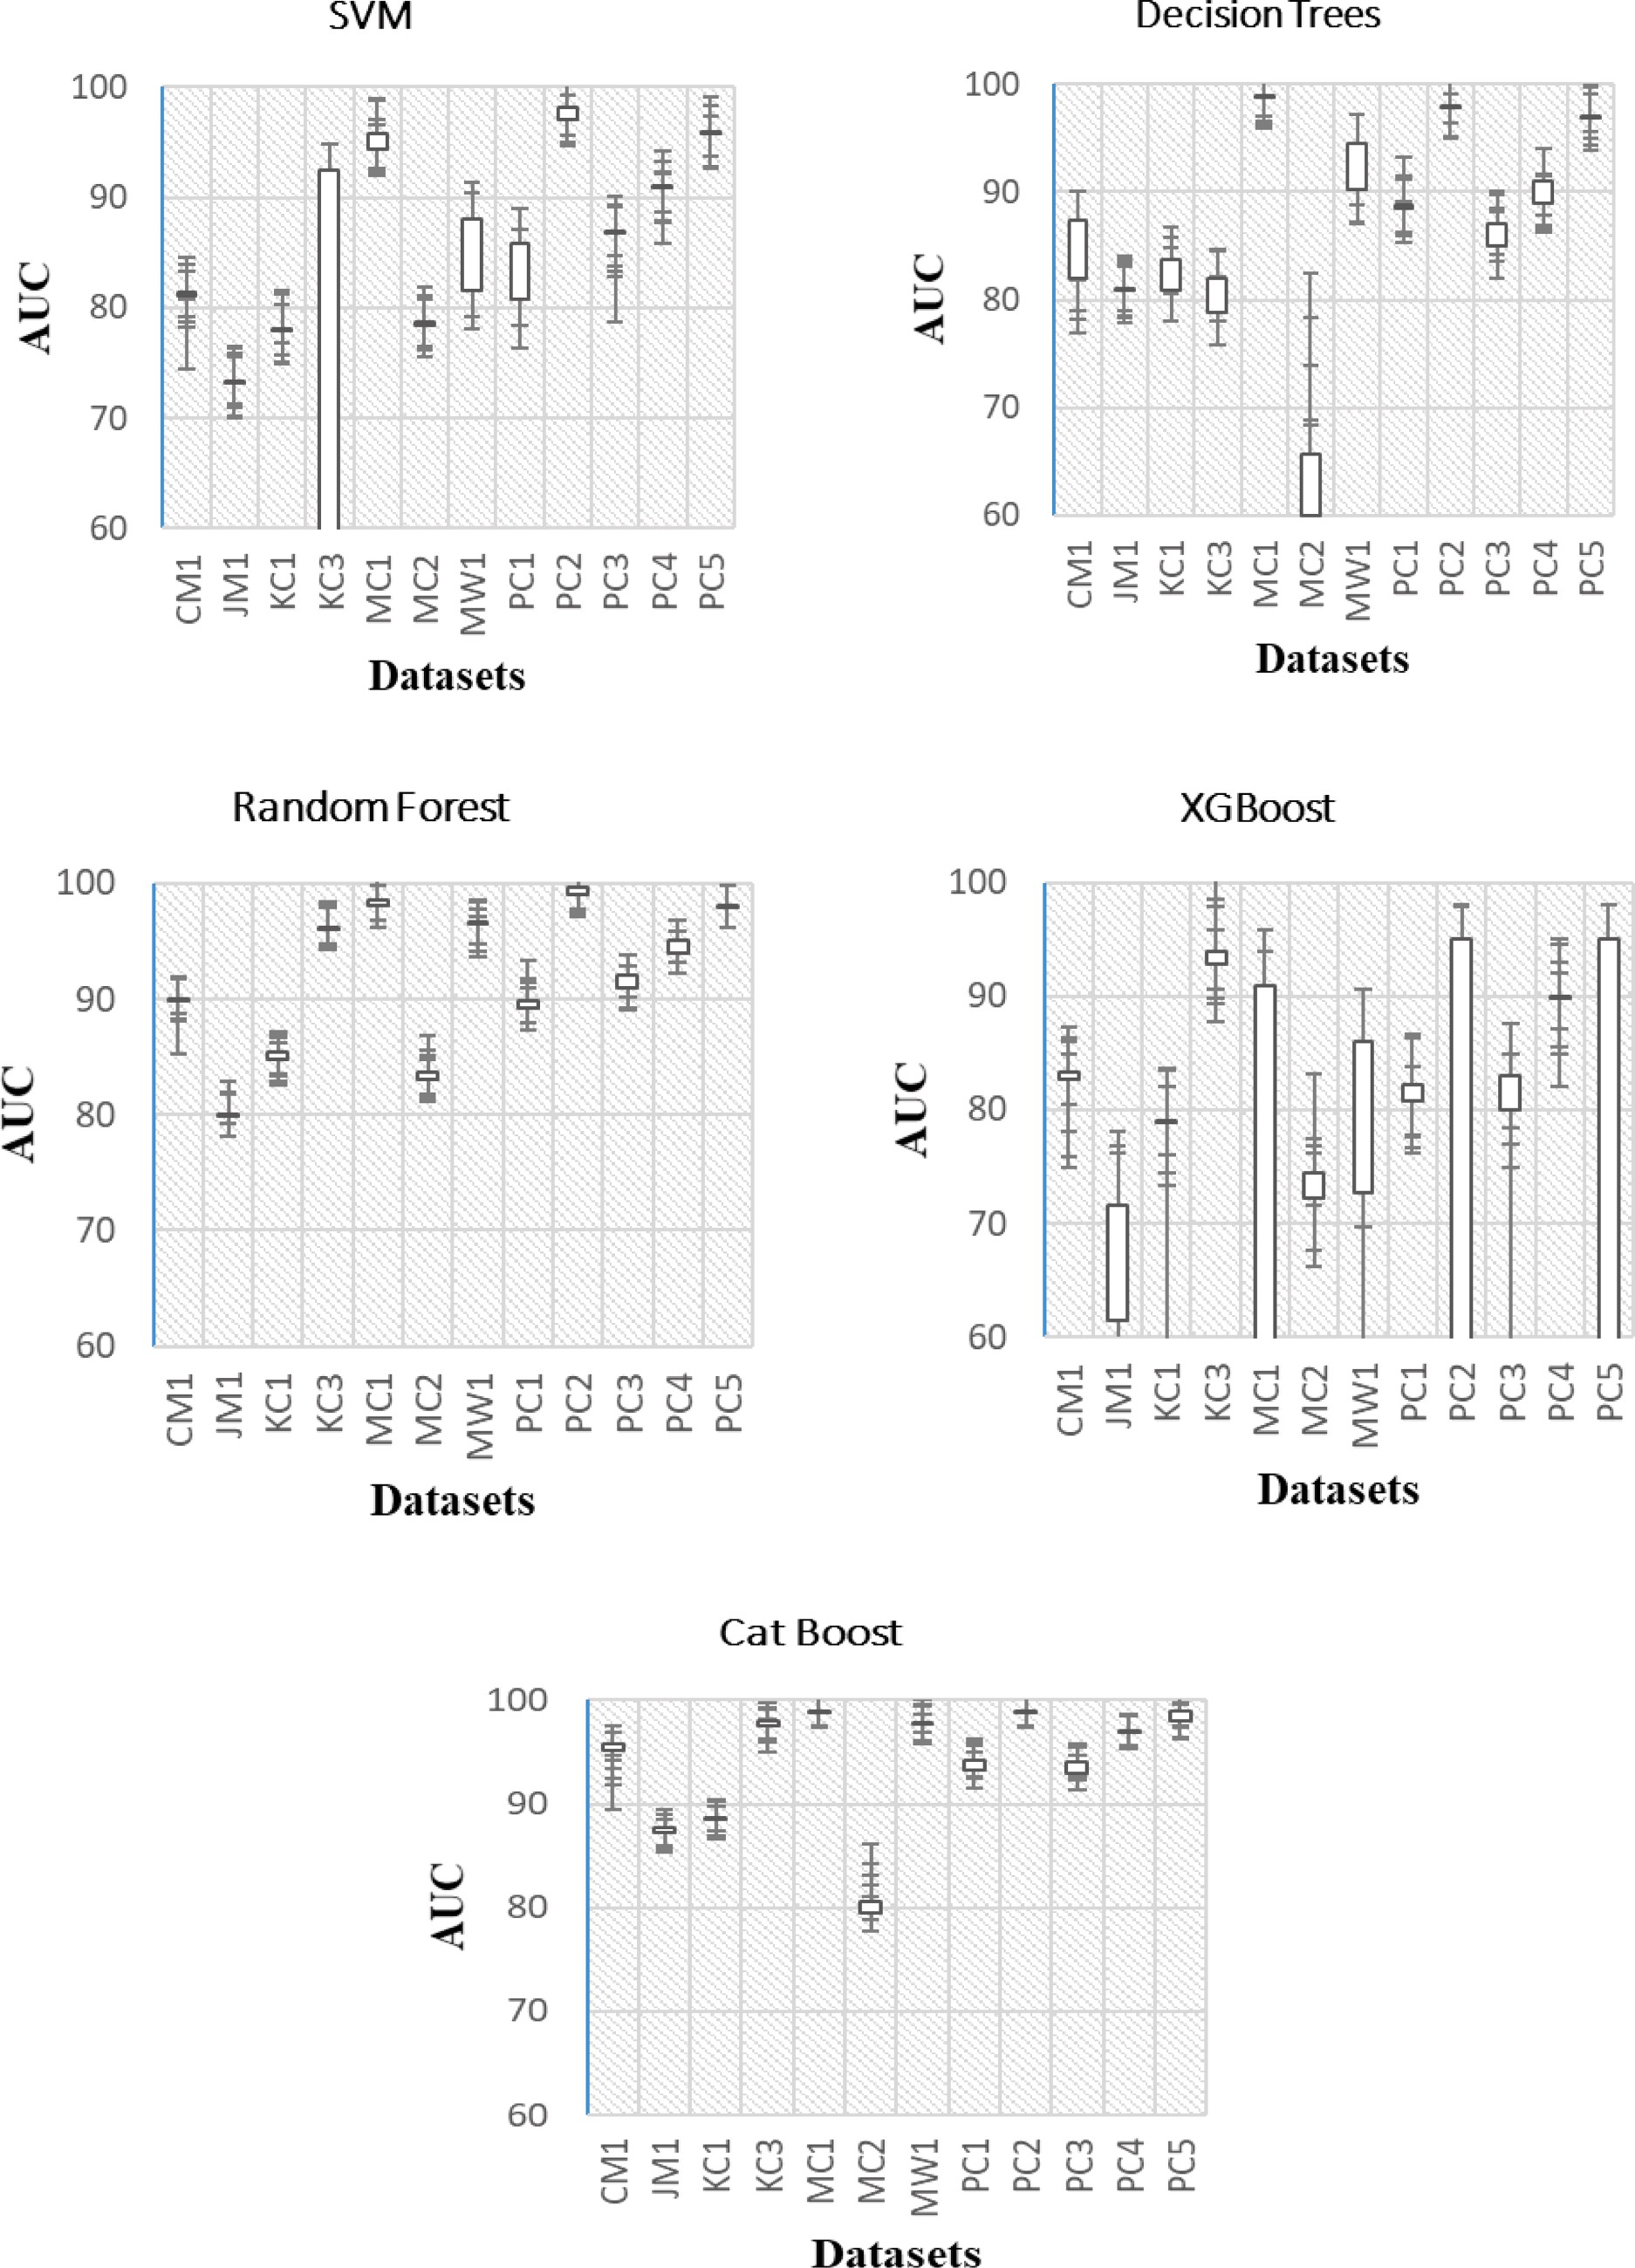 SVM
Decision Trees
100
90
80
70
60
AUC
CM1
JM1
KC1
KC3
MC1
MC2
MW1
PC1
PC2
PC3
PC4
PC5
Datasets
100
90
80
70
60
AUC
CM1
JM1
KC1
KC3
MC1
MC2
MW1
PC1
PC2
PC3
PC4
PC5
Datasets
Random Forest
XGBoost
100
90
80
70
60
AUC
CM1
JM1
KC1
KC3
MC1
MC2
MW1
PC1
PC2
PC3
PC4
PC5
Datasets
100
90
80
70
60
AUC
CM1
JM1
KC1
KC3
MC1
MC2
MW1
PC1
PC2
PC3
PC4
PC5
Datasets
Cat Boost
100
90
80
70
60
AUC
CM1
JM1
KC1
KC3
MC1
MC2
MW1
PC1
PC2
PC3
PC4
PC5
Datasets